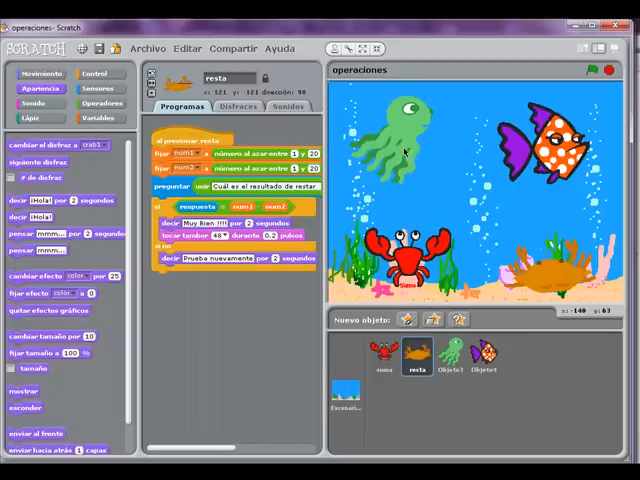 operaciones- Scratch
SCRATCH Archivo Editar Compartir Ayuda
Movimiento Control
Apariencia Sensores
Sonido Operadores
Lápiz Variables
cambiar el disfraz a crab1
siguiente disfraz
# de disfraz
decir ¡Hola! por 2 segundos
decir ¡Hola!
pensar mmm... por 2 segundos
pensar mmm...
cambiar efecto color por 25
fijar efecto color a 0
quitar efectos gráficos
cambiar tamaño por 10
fijar tamaño a 100 %
tamaño
mostrar
esconder
enviar al frente
enviar hacia atrás 1 capas
resta
x: 121 y: -121 dirección: 90
Programas Disfraces Sonidos
al presionar resta
fijar num1 a número al azar entre 1 y 20
fijar num2 a número al azar entre 1 y 20
preguntar unir Cuál es el resultado de restar
si respuesta = num1 - num2
decir Muy Bien !!!! por 2 segundos
tocar tambor 48 durante 0.2 pulsos
si no
decir Prueba nuevamente por 2 segundos
operaciones
Suma
x: -140 y: 63
Nuevo objeto:
suma resta Objeto3 Objeto4
Escenari...